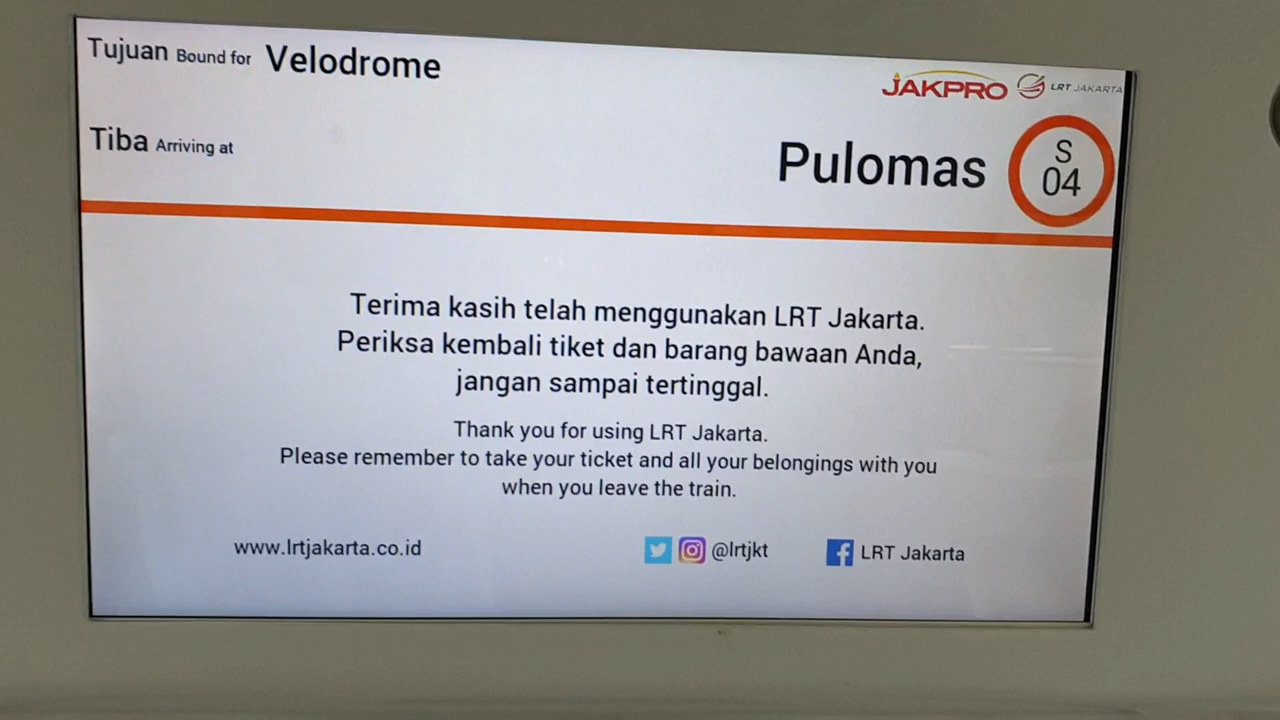 Tujuan Bound for Velodrome
JAKPRO LRT JAKARTA
Tiba Arriving at Pulomas S 04
Terima kasih telah menggunakan LRT Jakarta.
Periksa kembali tiket dan barang bawaan Anda,
jangan sampai tertinggal.
Thank you for using LRT Jakarta.
Please remember to take your ticket and all your belongings with you
when you leave the train.
www.lrtjakarta.co.id @lrtjkt LRT Jakarta